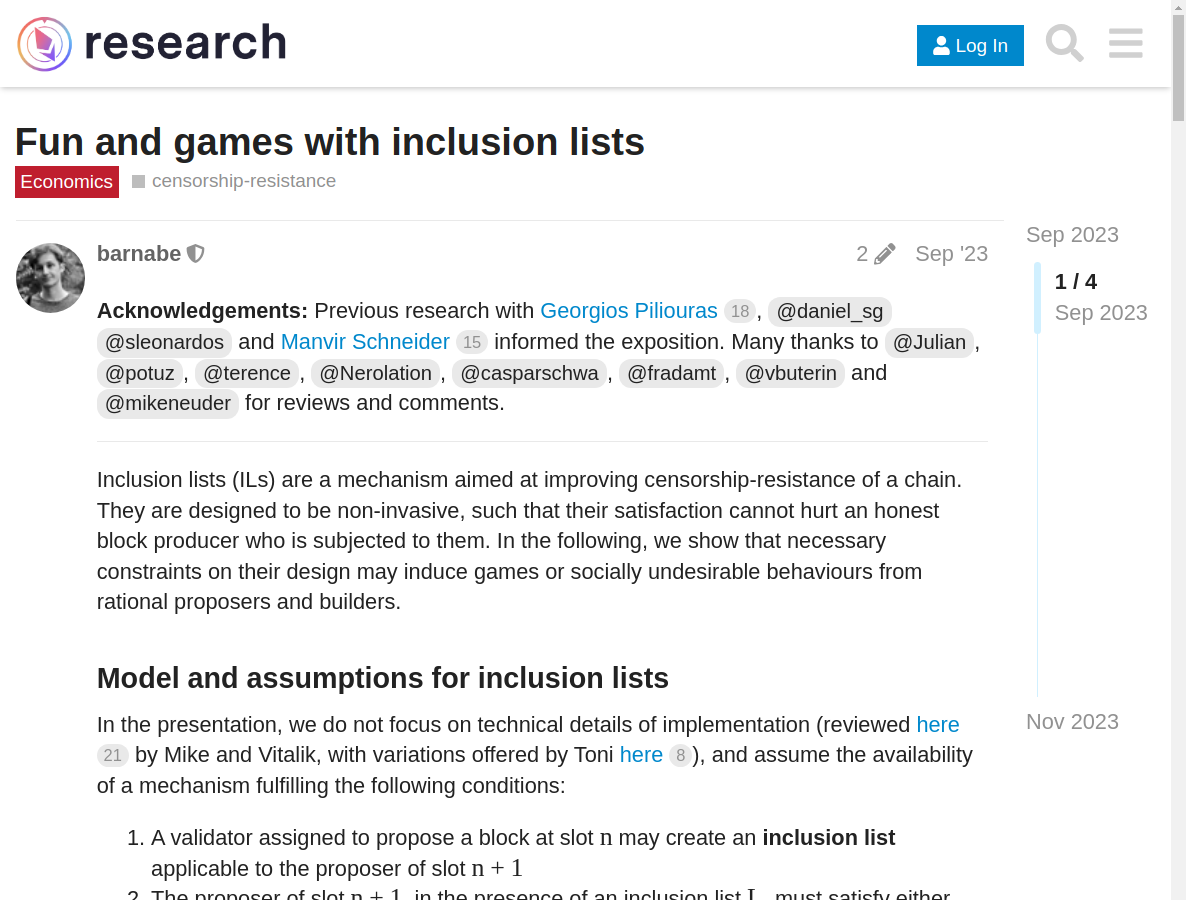 research
Log In
Fun and games with inclusion lists
Economics censorship-resistance
barnabe 2 Sep '23
Sep 2023
1 / 4
Sep 2023
Acknowledgements: Previous research with Georgios Piliouras 18 , @daniel_sg
@sleonardos and Manvir Schneider 15 informed the exposition. Many thanks to @Julian ,
@potuz , @terence , @Nerolation , @casparschwa , @fradamt , @vbuterin and
@mikeneuder for reviews and comments.
Inclusion lists (ILs) are a mechanism aimed at improving censorship-resistance of a chain.
They are designed to be non-invasive, such that their satisfaction cannot hurt an honest
block producer who is subjected to them. In the following, we show that necessary
constraints on their design may induce games or socially undesirable behaviours from
rational proposers and builders.
Model and assumptions for inclusion lists
In the presentation, we do not focus on technical details of implementation (reviewed here
21 by Mike and Vitalik, with variations offered by Toni here 8 ), and assume the availability
of a mechanism fulfilling the following conditions:
Nov 2023
1. A validator assigned to propose a block at slot n may create an inclusion list
applicable to the proposer of slot n + 1
2. The proposer of slot n + 1, in the presence of an inclusion list L, must satisfy either